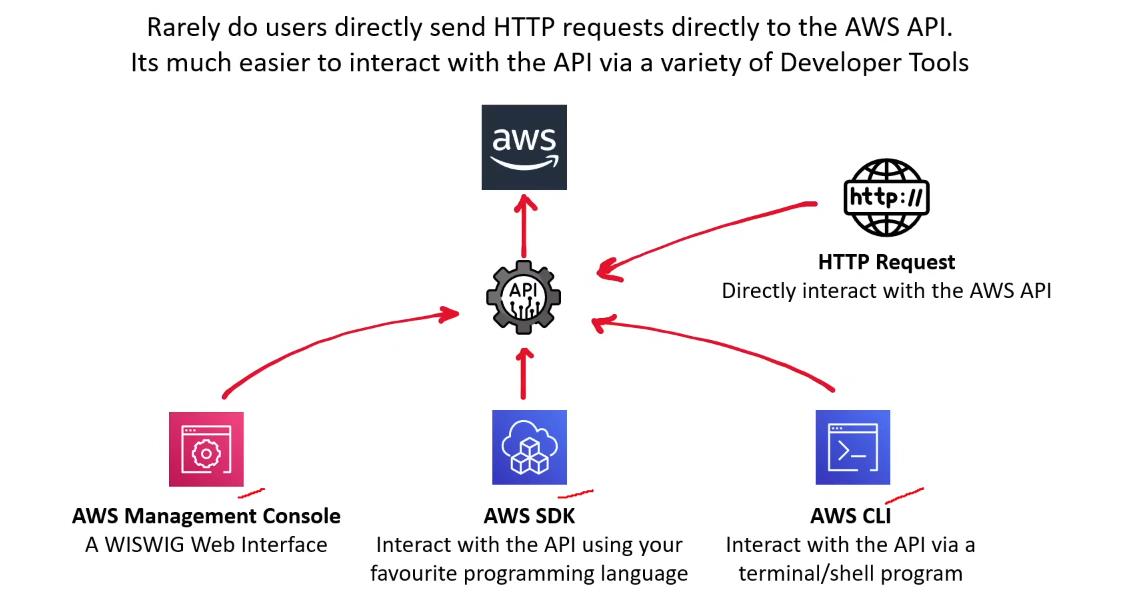 Rarely do users directly send HTTP requests directly to the AWS API.
Its much easier to interact with the API via a variety of Developer Tools
aws
http://
HTTP Request
Directly interact with the AWS API
API
AWS Management Console
A WISWIG Web Interface
AWS SDK
Interact with the API using your
favourite programming language
AWS CLI
Interact with the API via a
terminal/shell program